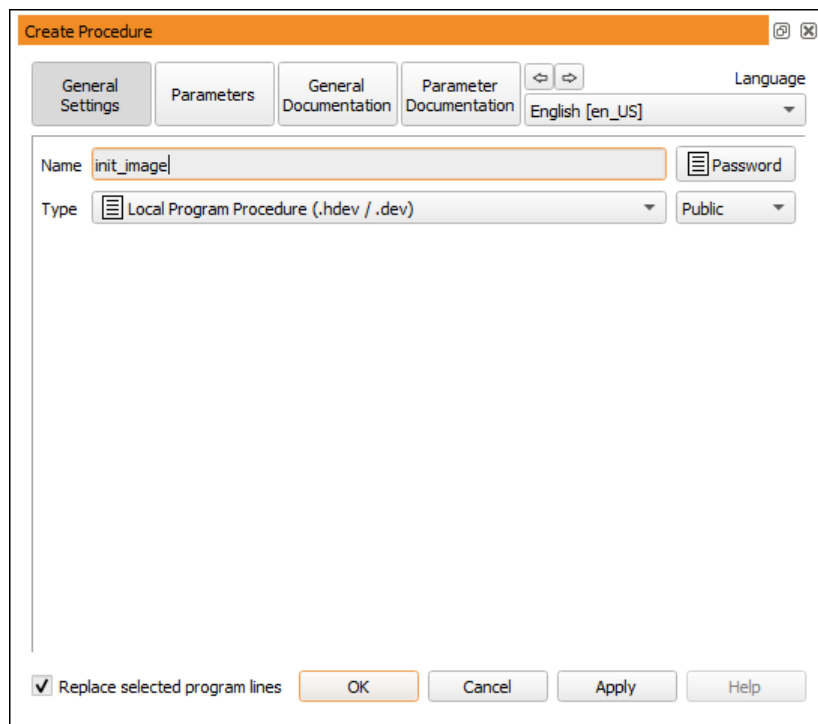 Create Procedure
General Settings
Parameters
General Documentation
Parameter Documentation
Language
English [en_US]
Name init_image Password
Type Local Program Procedure (.hdev / .dev) Public
Replace selected program lines OK Cancel Apply Help